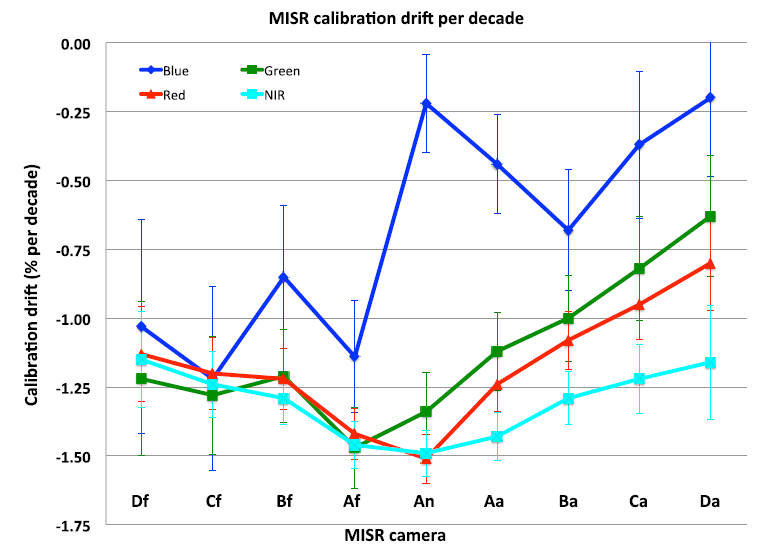 MISR calibration drift per decade
0.00
Blue
Green
Red
NIR
-0.25
-0.50
-0.75
-1.00
-1.25
-1.50
-1.75
Calibration drift (% per decade)
Df Cf Bf Af An Aa Ba Ca Da
MISR camera